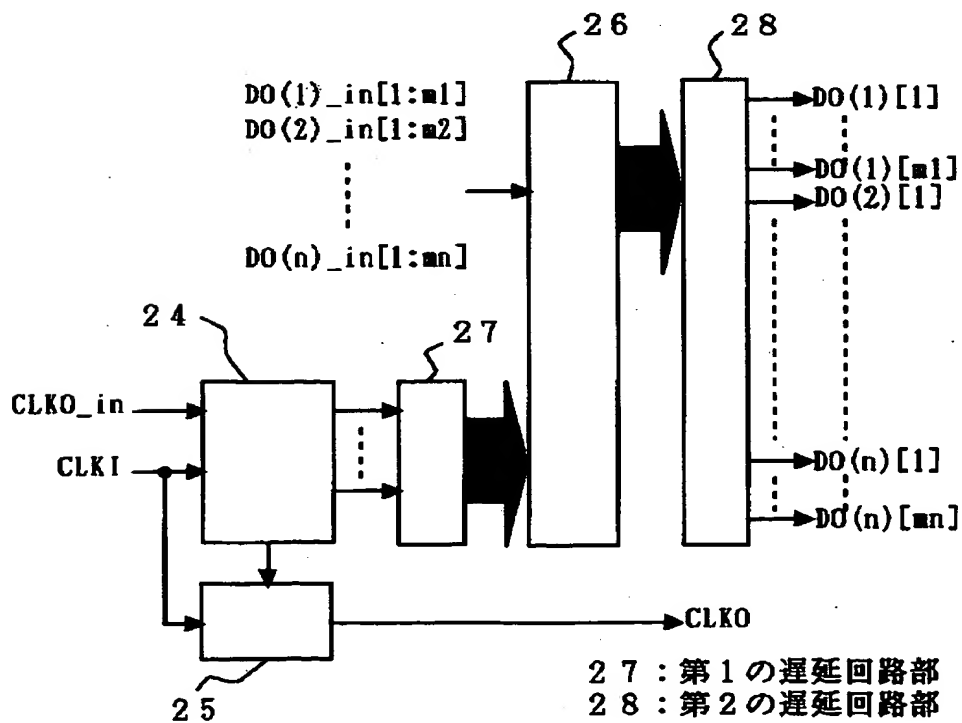 26
28
DO(1)_in[1:m1]
DO(2)_in[1:m2]
DO(n)_in[1:mn]
DO(1)[1]
DO(1)[m1]
DO(2)[1]
24
27
CLKO_in
CLKI
DO(n)[1]
DO(n)[mn]
CLKO
25
27:第1の遅延回路部
28:第2の遅延回路部